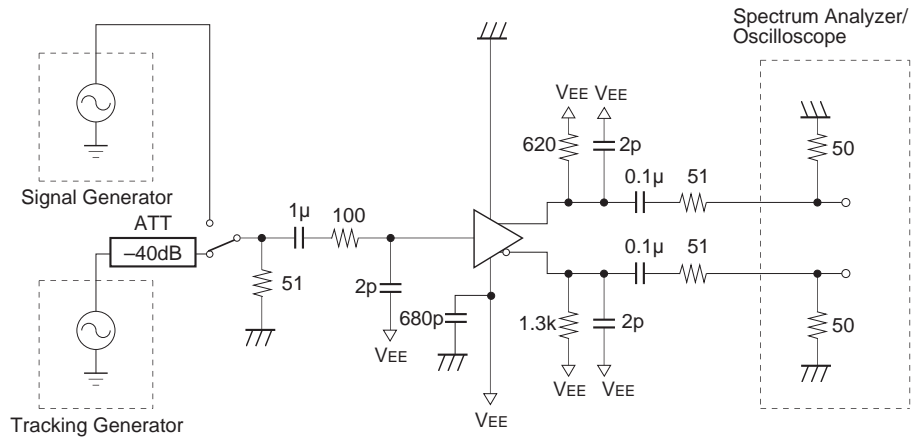 Spectrum Analyzer/
Oscilloscope
VEE VEE
620
2p
50
0.1µ
51
Signal Generator
ATT
–40dB
1µ
100
51
2p
VEE
680p
VEE
0.1µ
51
1.3k
2p
50
VEE VEE
Tracking Generator